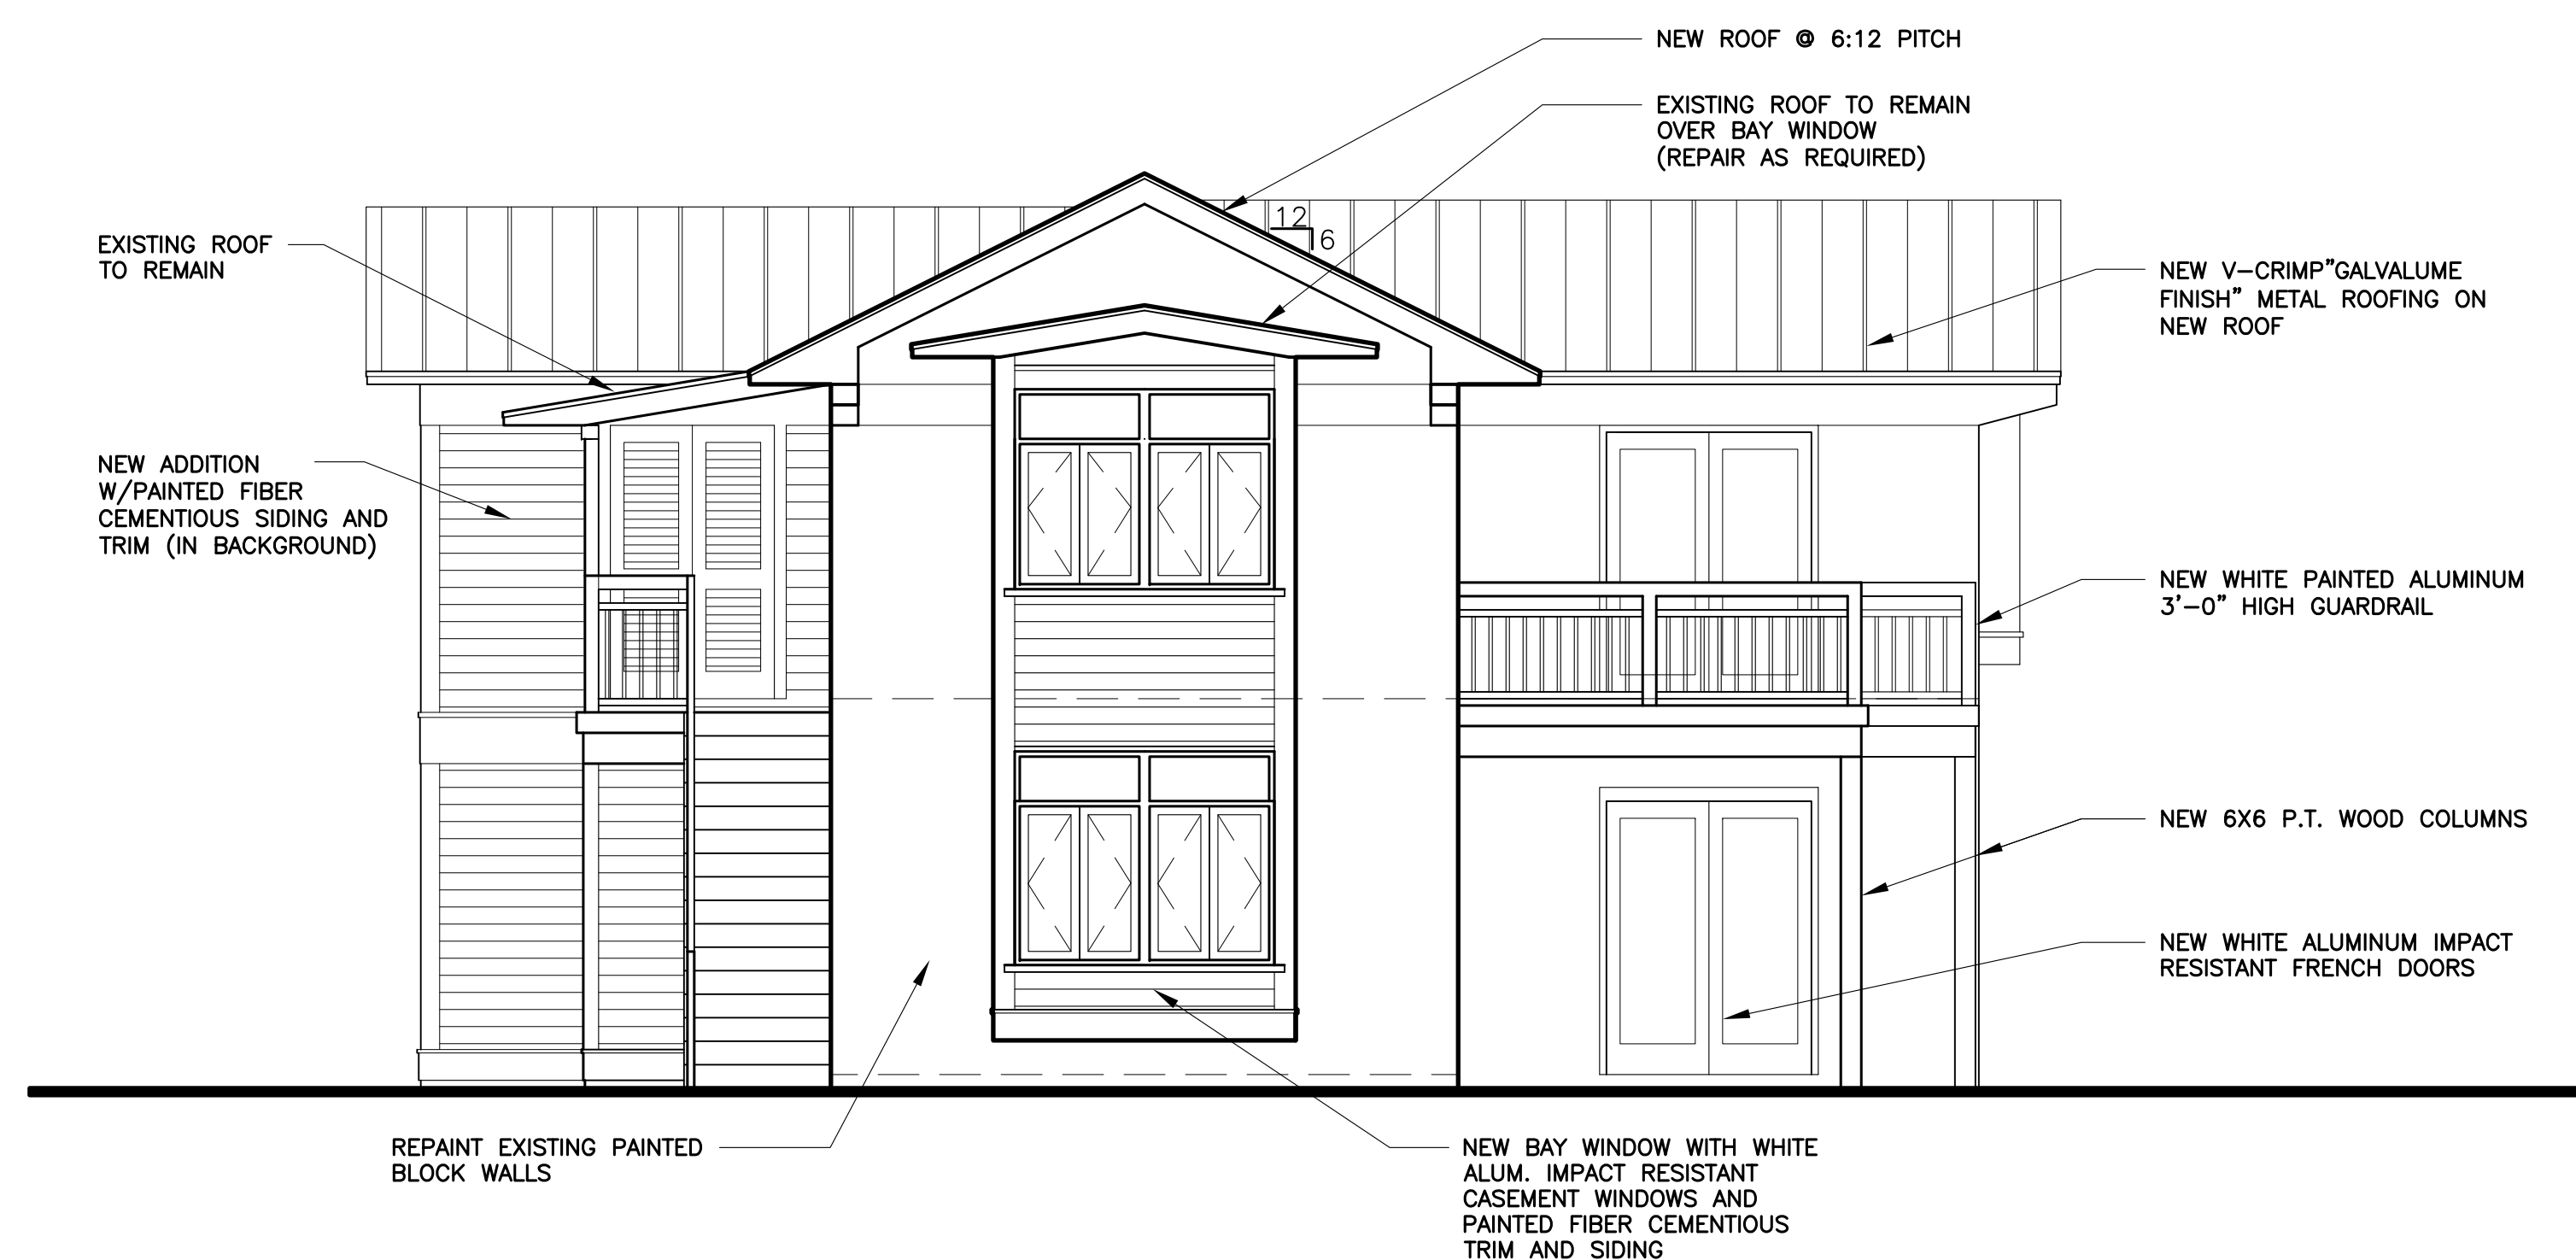 NEW ROOF @ 6:12 PITCH
EXISTING ROOF TO REMAIN
OVER BAY WINDOW
(REPAIR AS REQUIRED)
12
6
EXISTING ROOF
TO REMAIN
NEW V-CRIMP"GALVALUME
FINISH" METAL ROOFING ON
NEW ROOF
NEW ADDITION
W/PAINTED FIBER
CEMENTIOUS SIDING AND
TRIM (IN BACKGROUND)
NEW WHITE PAINTED ALUMINUM
3'-0" HIGH GUARDRAIL
NEW 6X6 P.T. WOOD COLUMNS
NEW WHITE ALUMINUM IMPACT
RESISTANT FRENCH DOORS
REPAINT EXISTING PAINTED
BLOCK WALLS
NEW BAY WINDOW WITH WHITE
ALUM. IMPACT RESISTANT
CASEMENT WINDOWS AND
PAINTED FIBER CEMENTIOUS
TRIM AND SIDING